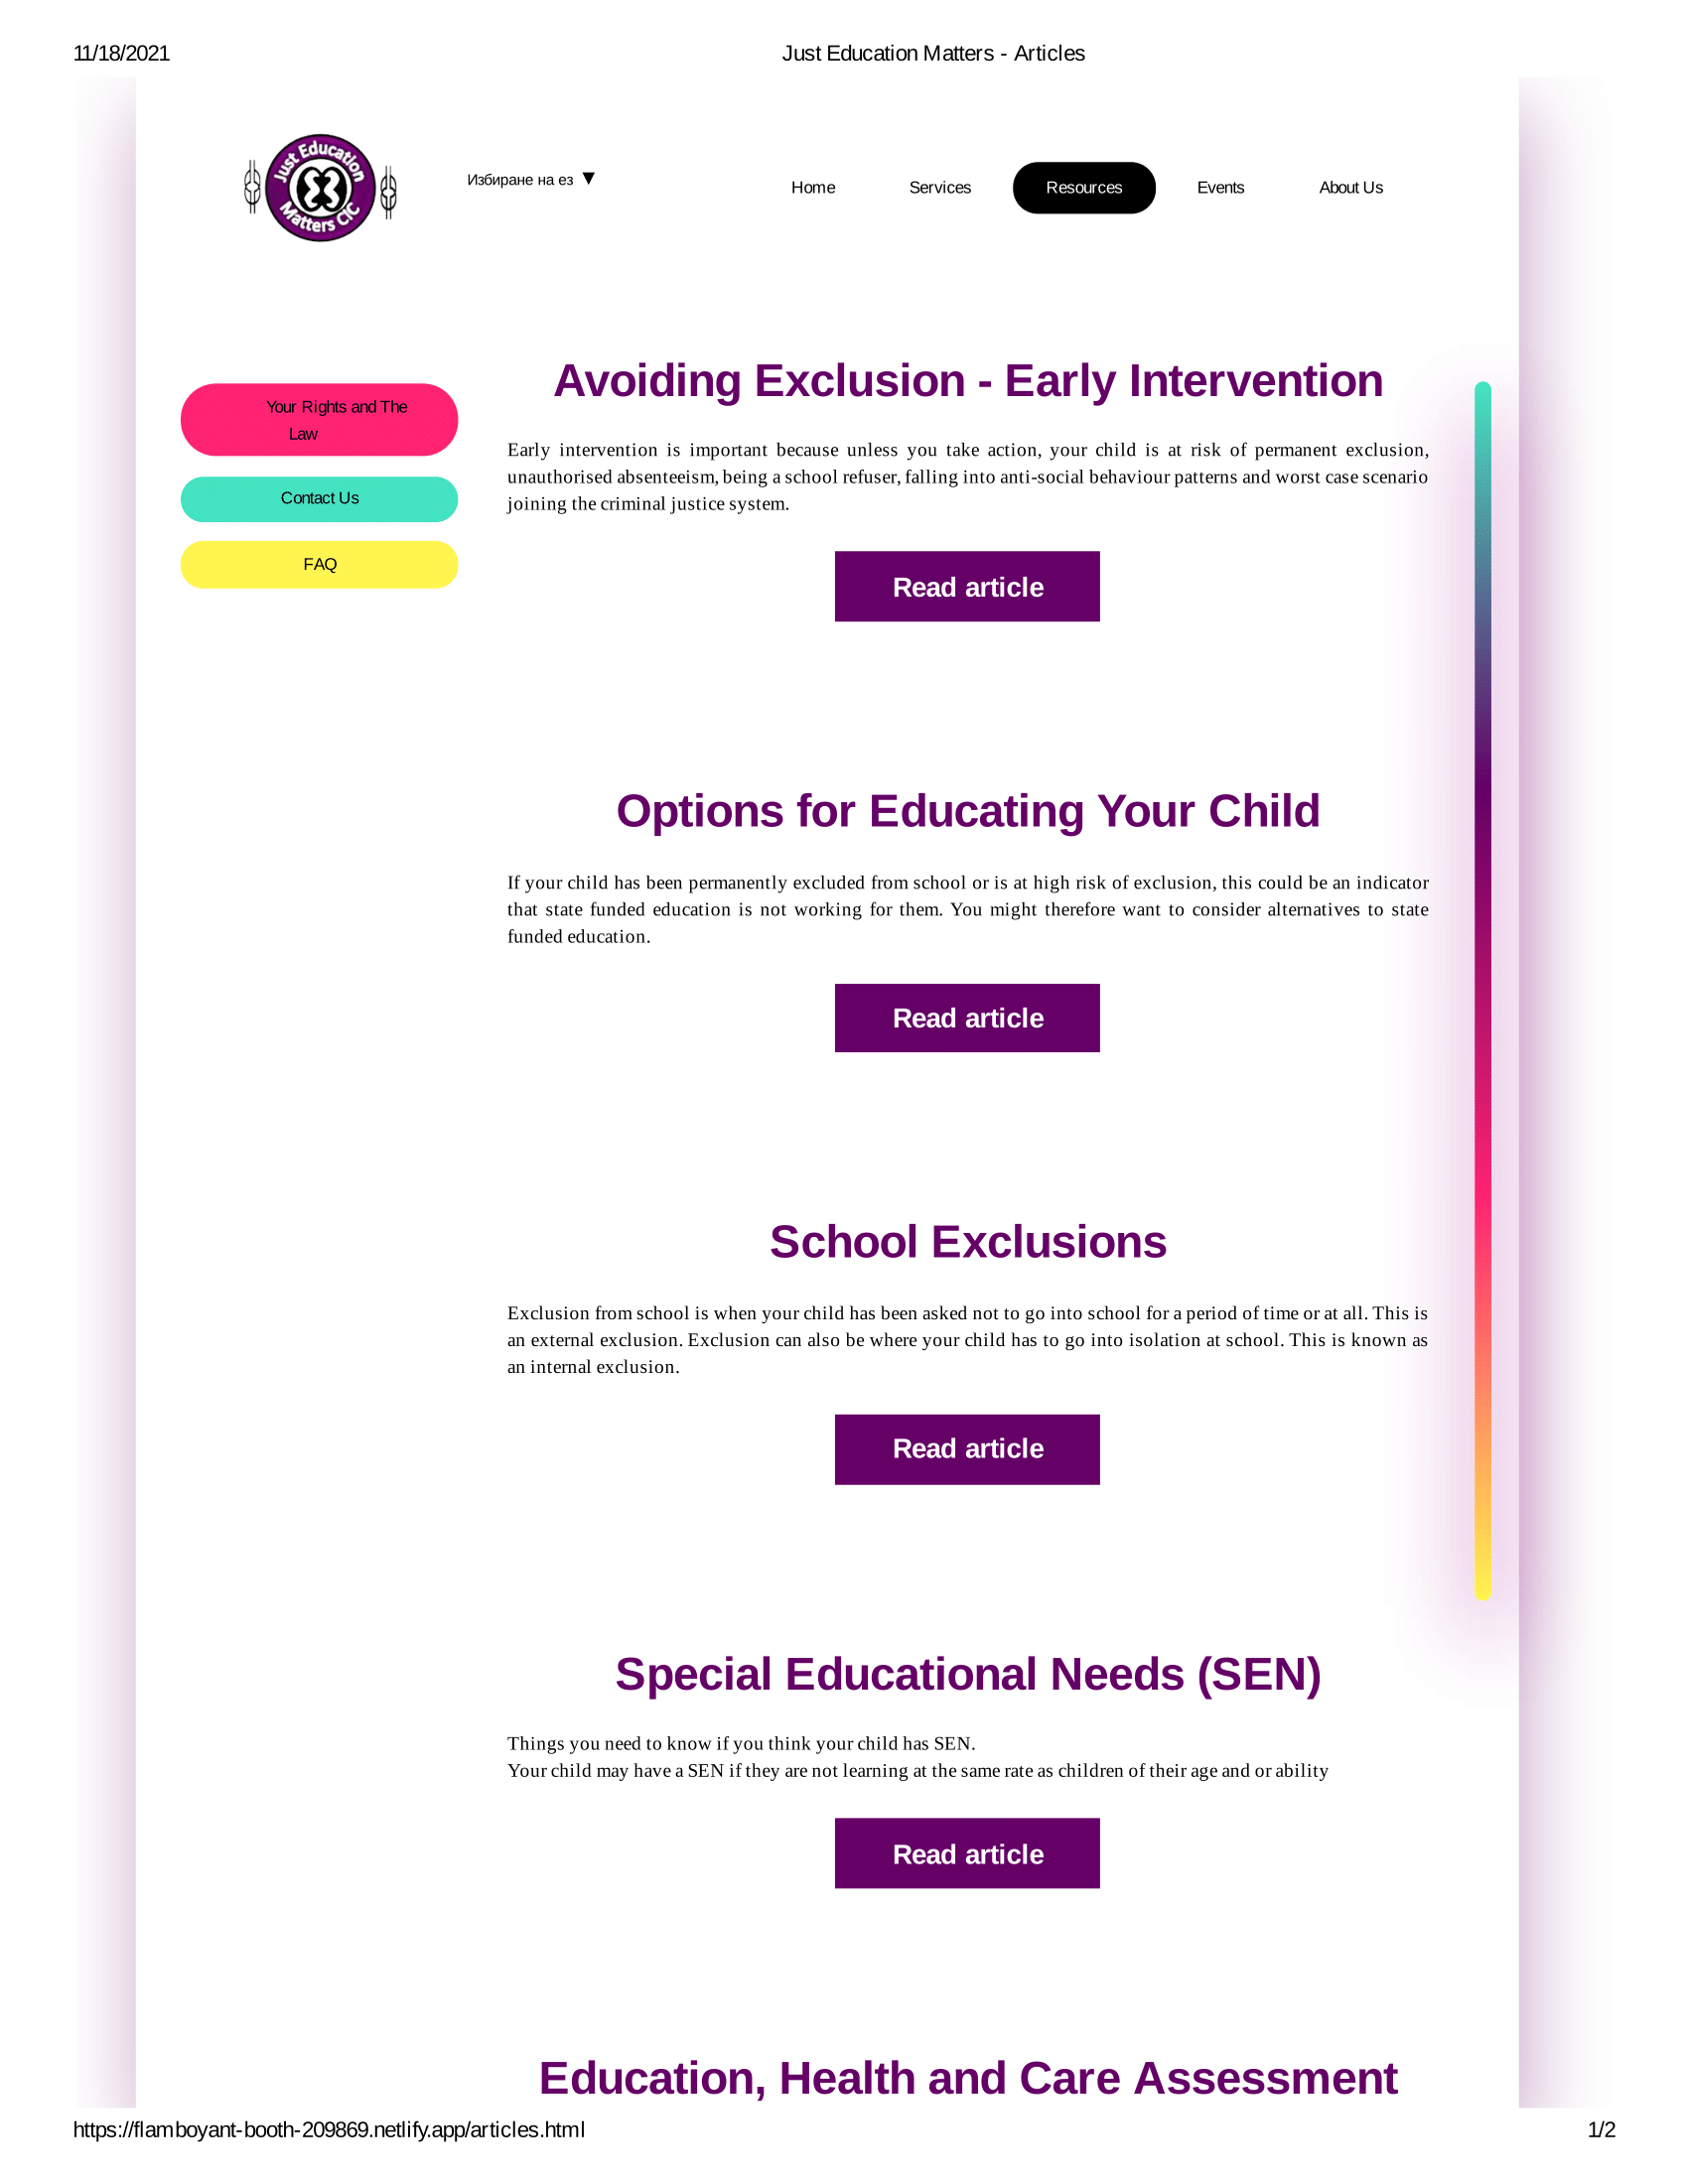 11/18/2021
Just Education Matters - Articles
Just Education
Matters CIC
Избиране на ез ▼
Home
Services
Resources
Events
About Us
Your Rights and The
Law
Contact Us
FAQ
Avoiding Exclusion - Early Intervention
Early intervention is important because unless you take action, your child is at risk of permanent exclusion,
unauthorised absenteeism, being a school refuser, falling into anti-social behaviour patterns and worst case scenario
joining the criminal justice system.
Read article
Options for Educating Your Child
If your child has been permanently excluded from school or is at high risk of exclusion, this could be an indicator
that state funded education is not working for them. You might therefore want to consider alternatives to state
funded education.
Read article
School Exclusions
Exclusion from school is when your child has been asked not to go into school for a period of time or at all. This is
an external exclusion. Exclusion can also be where your child has to go into isolation at school. This is known as
an internal exclusion.
Read article
Special Educational Needs (SEN)
Things you need to know if you think your child has SEN.
Your child may have a SEN if they are not learning at the same rate as children of their age and or ability
Read article
Education, Health and Care Assessment
https://flamboyant-booth-209869.netlify.app/articles.html
1/2